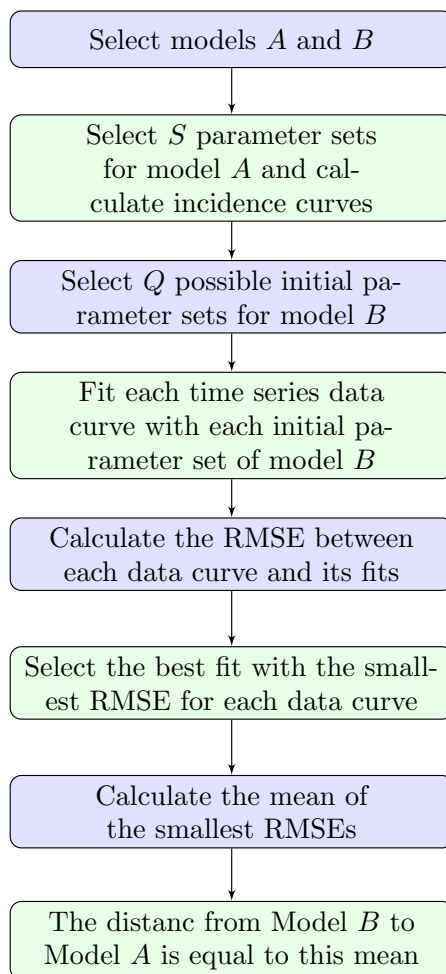 Select models A and B
Select S parameter sets
for model A and cal-
culate incidence curves
Select Q possible initial pa-
rameter sets for model B
Fit each time series data
curve with each initial pa-
rameter set of model B
Calculate the RMSE between
each data curve and its fits
Select the best fit with the small-
est RMSE for each data curve
Calculate the mean of
the smallest RMSEs
The distanc from Model B to
Model A is equal to this mean